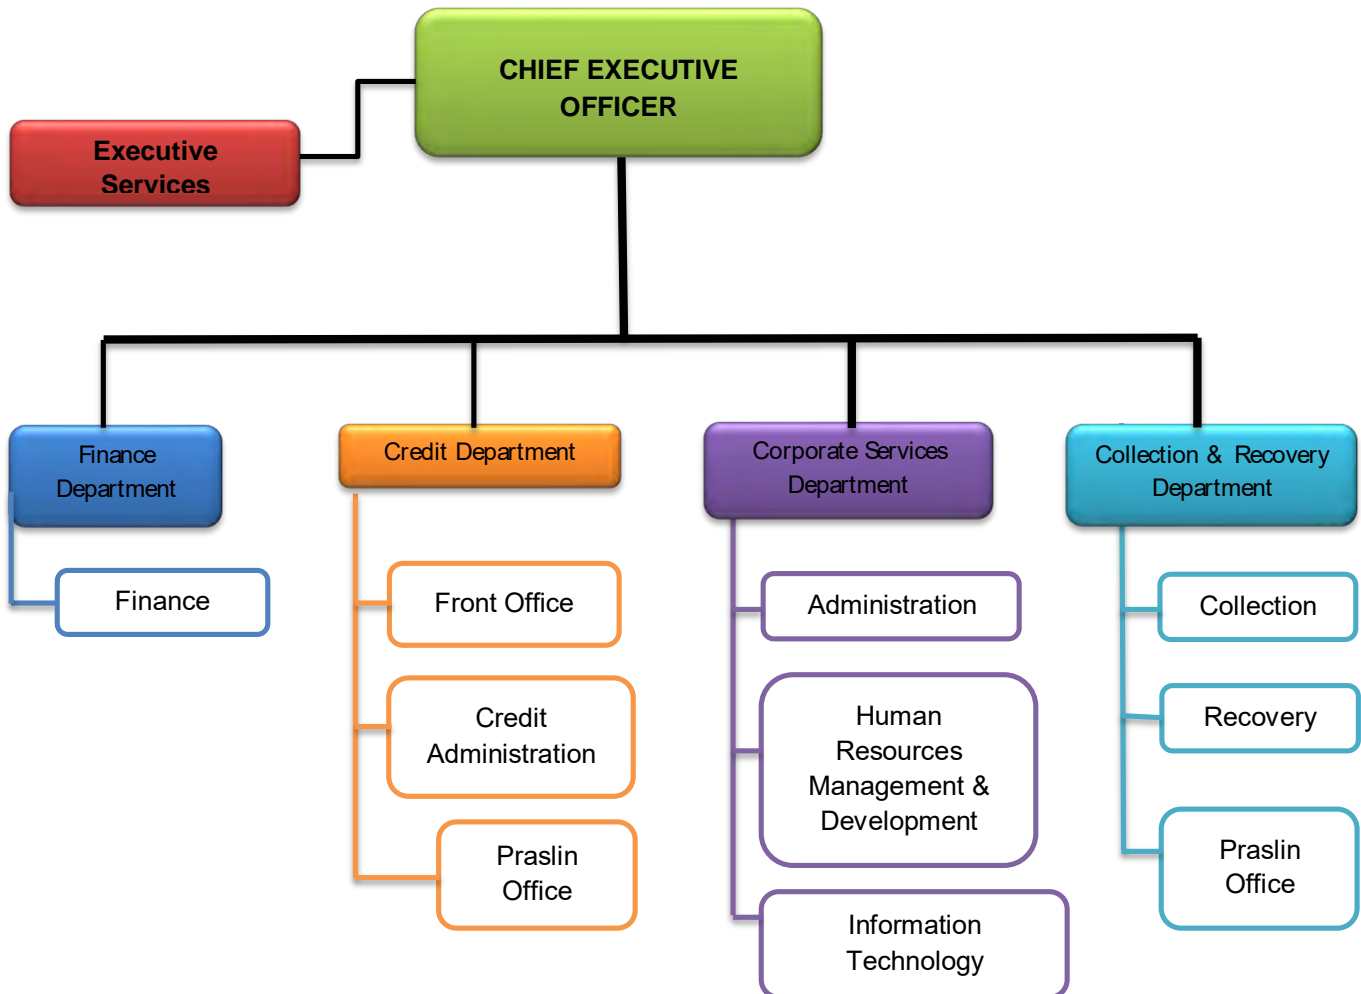 CHIEF EXECUTIVE
OFFICER
Executive
Services
Finance
Department
Credit Department
Corporate Services
Department
Collection & Recovery
Department
Finance
Front Office
Credit
Administration
Praslin
Office
Administration
Human
Resources
Management &
Development
Information
Technology
Collection
Recovery
Praslin
Office